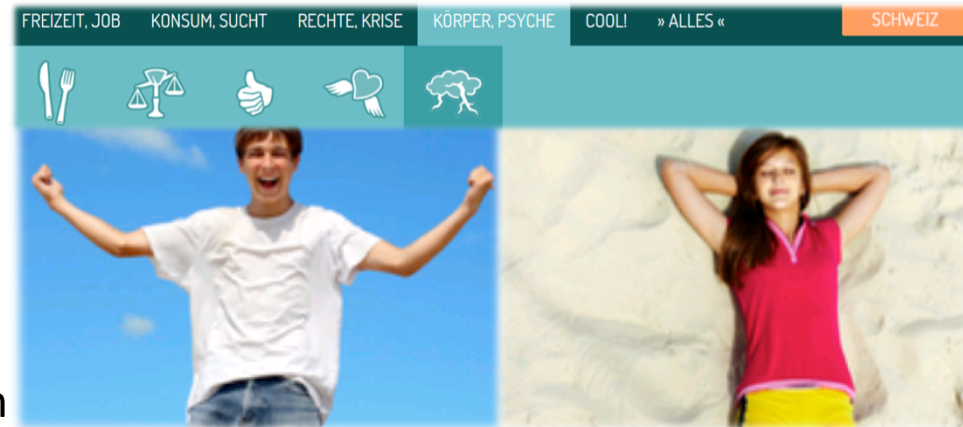 FREIZEIT, JOB KONSUM, SUCHT RECHTE, KRISE KÖRPER, PSYCHE COOL! » ALLES « SCHWEIZ
n